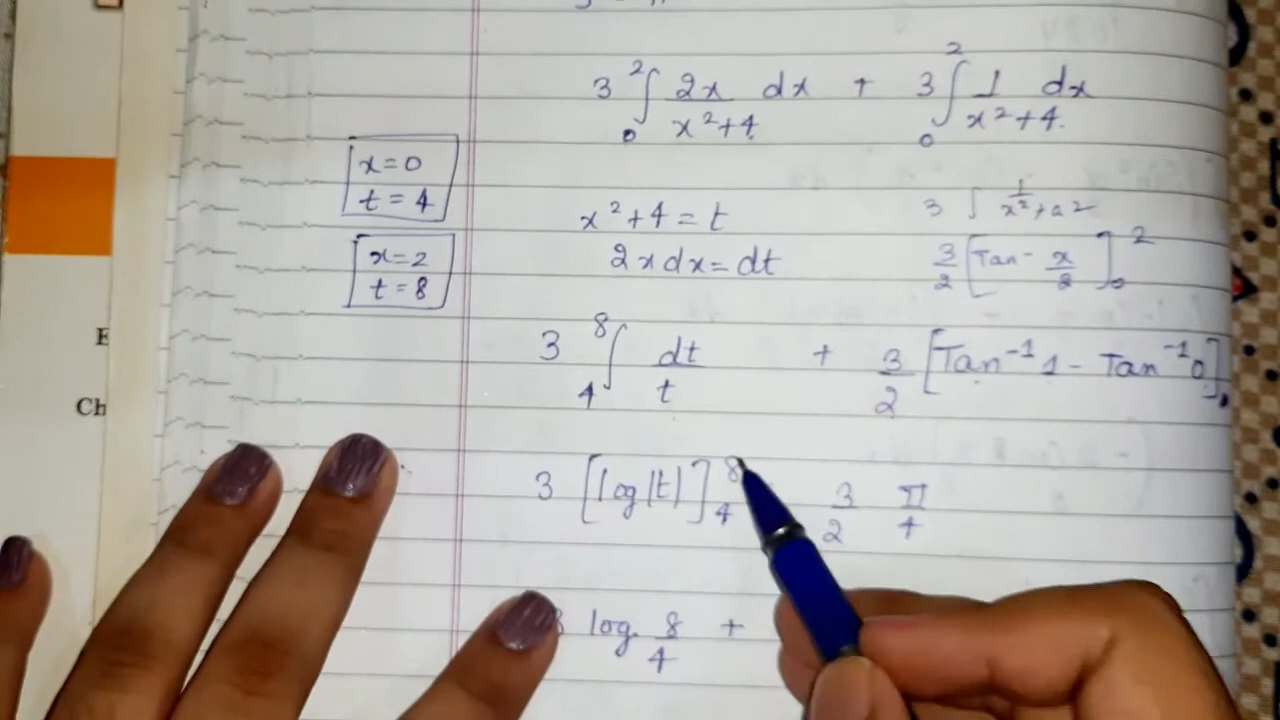 3 ²∫₀ 2x/x²+4 dx + 3 ²∫₀ 1/x²+4 dx
x=0
t=4
x²+4=t
3 ∫ 1/x²+a²
x=2
t=8
2x dx = dt
3/2 [Tan- x/2]₀²
3 ⁸∫₄ dt/t + 3/2 [Tan⁻¹ 1 - Tan⁻¹ 0]
E
Ch
3 [log|t|]₄⁸ 3/2 π/4
log 8/4 +